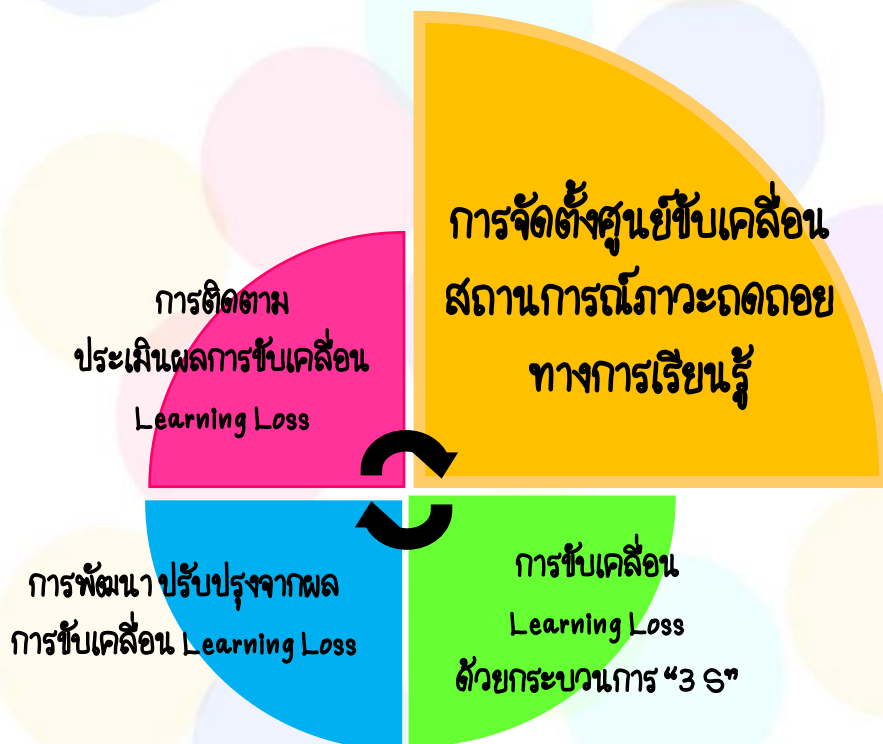 การจัดตั้งศูนย์ขับเคลื่อน
สถานการณ์ภาวะถดถอย
ทางการเรียนรู้
การติดตาม
ประเมินผลการขับเคลื่อน
Learning Loss
การขับเคลื่อน
Learning Loss
ด้วยกระบวนการ “3 S”
การพัฒนา ปรับปรุงจากผล
การขับเคลื่อน Learning Loss